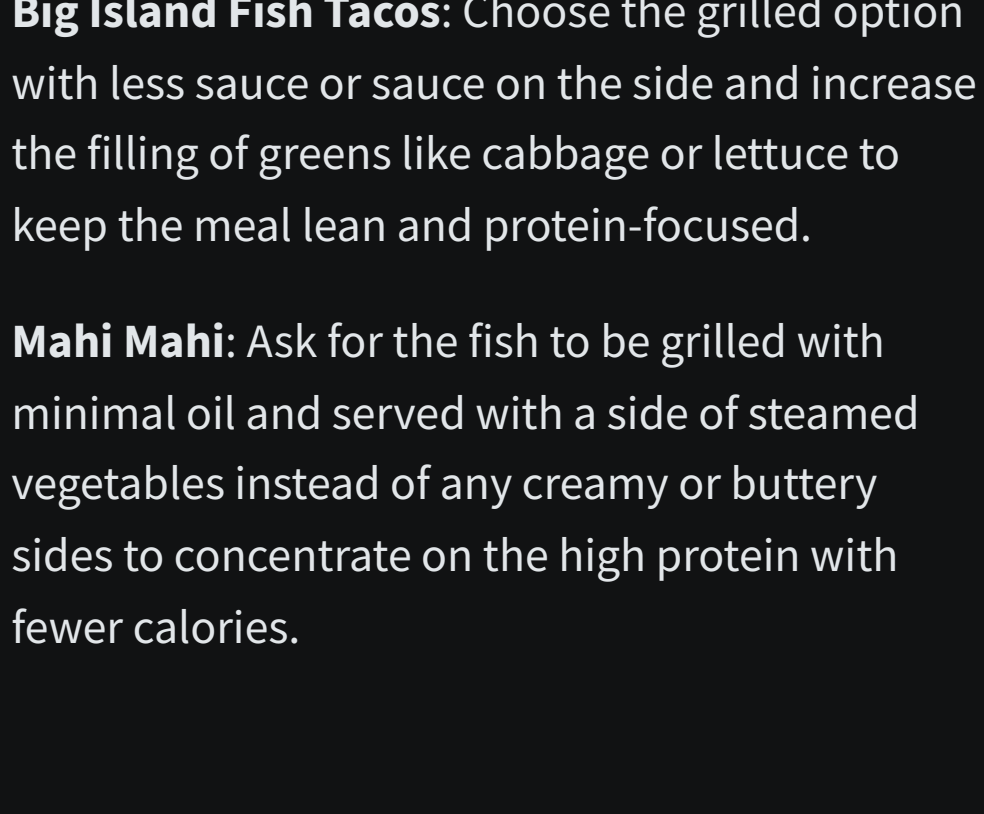 Big Island Fish Tacos: Choose the grilled option
with less sauce or sauce on the side and increase
the filling of greens like cabbage or lettuce to
keep the meal lean and protein-focused.
Mahi Mahi: Ask for the fish to be grilled with
minimal oil and served with a side of steamed
vegetables instead of any creamy or buttery
sides to concentrate on the high protein with
fewer calories.